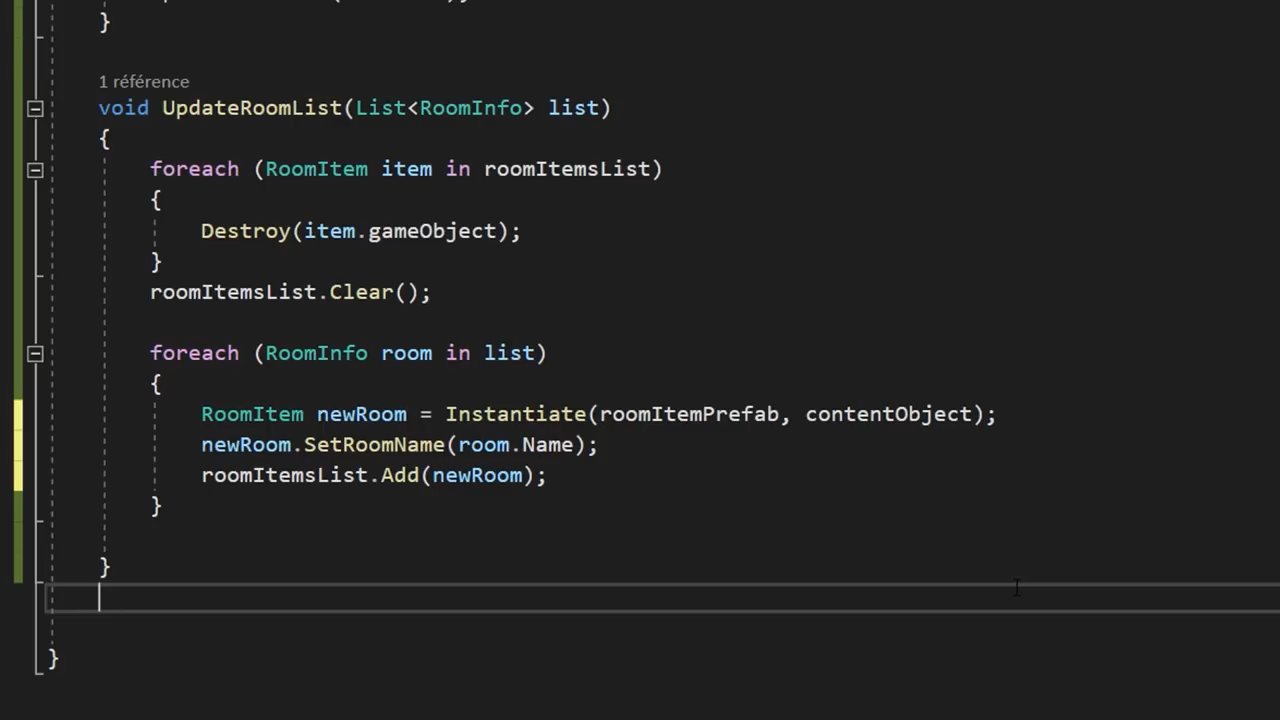 }
1 référence
void UpdateRoomList(List<RoomInfo> list)
{
foreach (RoomItem item in roomItemsList)
{
Destroy(item.gameObject);
}
roomItemsList.Clear();
foreach (RoomInfo room in list)
{
RoomItem newRoom = Instantiate(roomItemPrefab, contentObject);
newRoom.SetRoomName(room.Name);
roomItemsList.Add(newRoom);
}
}
}